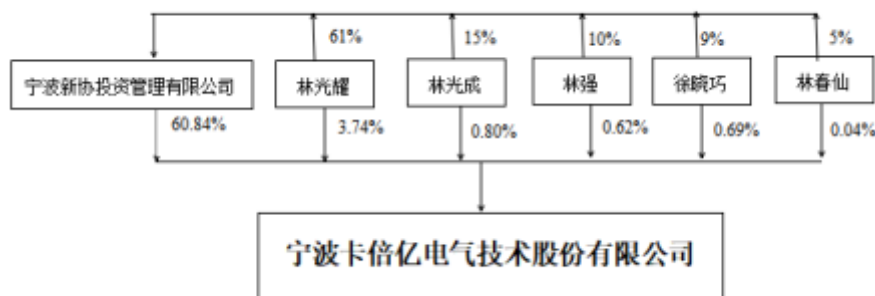 61% 15% 10% 9% 5%
宁波新协投资管理有限公司 林光耀 林光成 林强 徐晓巧 林春仙
60.84% 3.74% 0.80% 0.62% 0.69% 0.04%
宁波卡倍亿电气技术股份有限公司